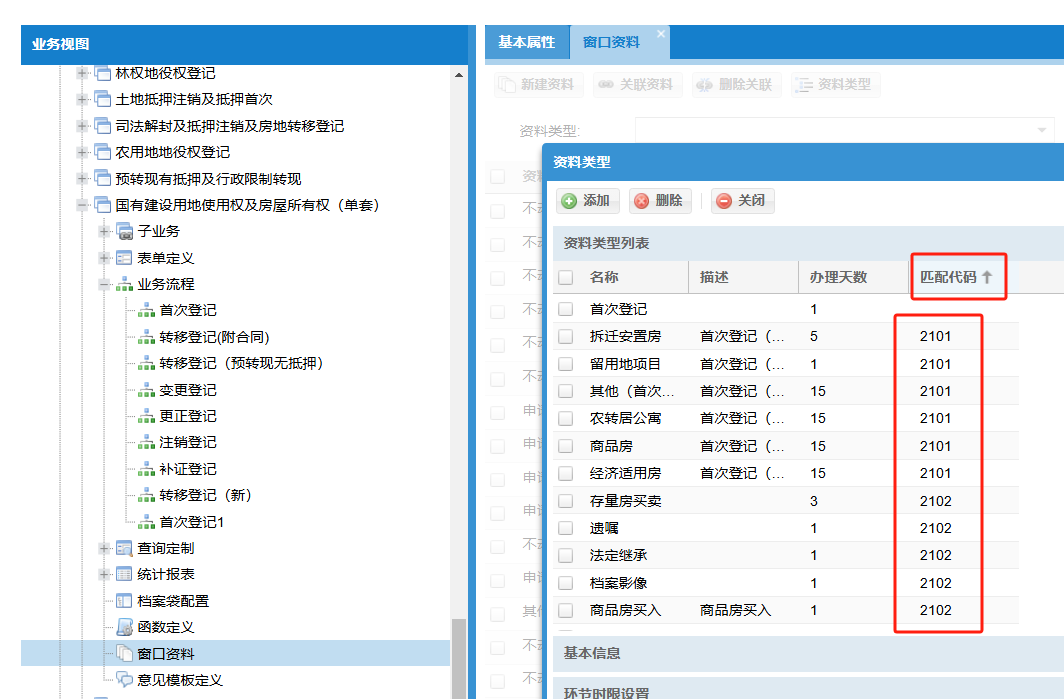 业务视图
林权地役权登记
土地抵押注销及抵押首次
司法解封及抵押注销及房地转移登记
农用地地役权登记
预转现有抵押及行政限制转现
国有建设用地使用权及房屋所有权（单套）
子业务
表单定义
业务流程
首次登记
转移登记(附合同)
转移登记（预转现无抵押）
变更登记
更正登记
注销登记
补证登记
转移登记（新）
首次登记1
查询定制
统计报表
档案袋配置
函数定义
窗口资料
意见模板定义
基本属性 窗口资料
新建资料 关联资料 删除关联 资料类型
资料类型:
资料类型
添加 删除 关闭
资料类型列表
名称 描述 办理天数 匹配代码
首次登记 1
拆迁安置房 首次登记（... 5 2101
留用地项目 首次登记（... 1 2101
其他（首次... 首次登记（... 15 2101
农转居公寓 首次登记（... 15 2101
商品房 首次登记（... 15 2101
经济适用房 首次登记（... 15 2101
存量房买卖 3 2102
遗嘱 1 2102
法定继承 1 2102
档案影像 1 2102
商品房买入 商品房买入 1 2102
基本信息
环节时限设置